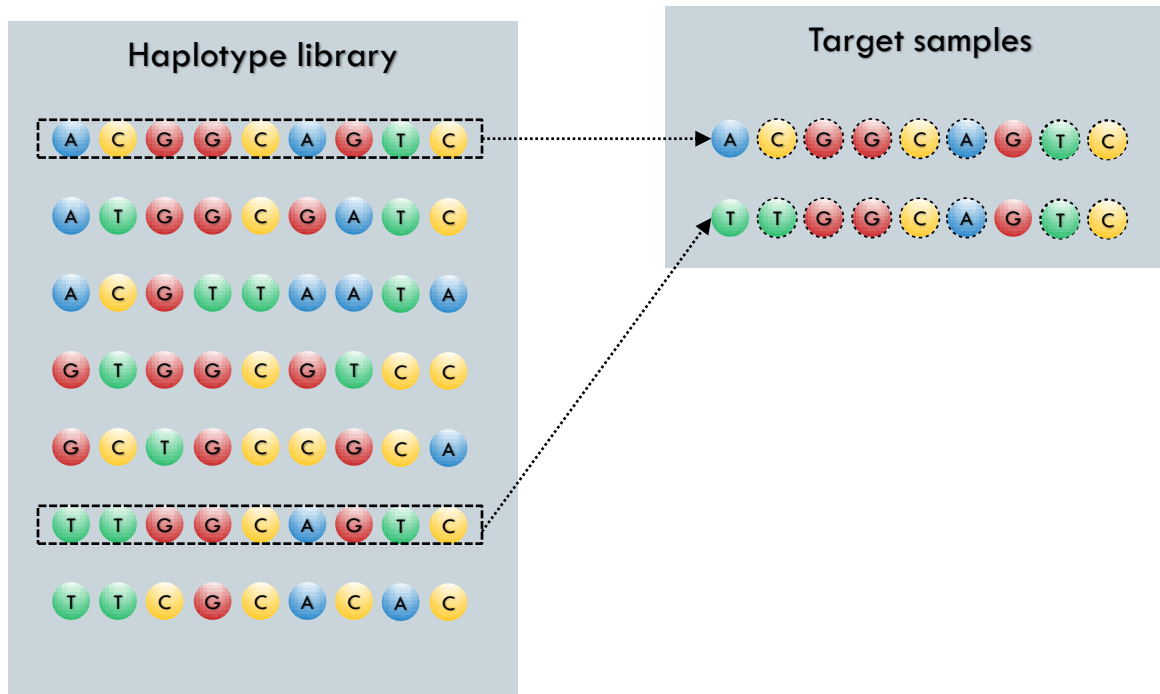 Haplotype library
A C G G C A G T C
A T G G C G A T C
A C G T T A A T A
G T G G C G T C C
G C T G C C G C A
T T G G C A G T C
T T C G C A C A C
Target samples
A C G G C A G T C
T T G G C A G T C